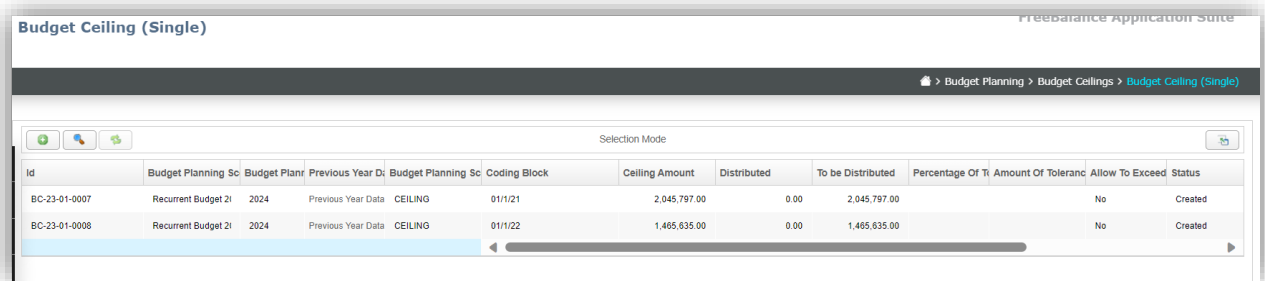 FreeBalance Application Suite
Budget Ceiling (Single)
> Budget Planning > Budget Ceilings > Budget Ceiling (Single)
Selection Mode
Id Budget Planning Sc Budget Plann Previous Year Da Budget Planning Sc Coding Block Ceiling Amount Distributed To be Distributed Percentage Of To Amount Of Toleranc Allow To Exceed Status
BC-23-01-0007 Recurrent Budget 2 2024 Previous Year Data CEILING 01/1/21 2,045,797.00 0.00 2,045,797.00 No Created
BC-23-01-0008 Recurrent Budget 2 2024 Previous Year Data CEILING 01/1/22 1,465,635.00 0.00 1,465,635.00 No Created